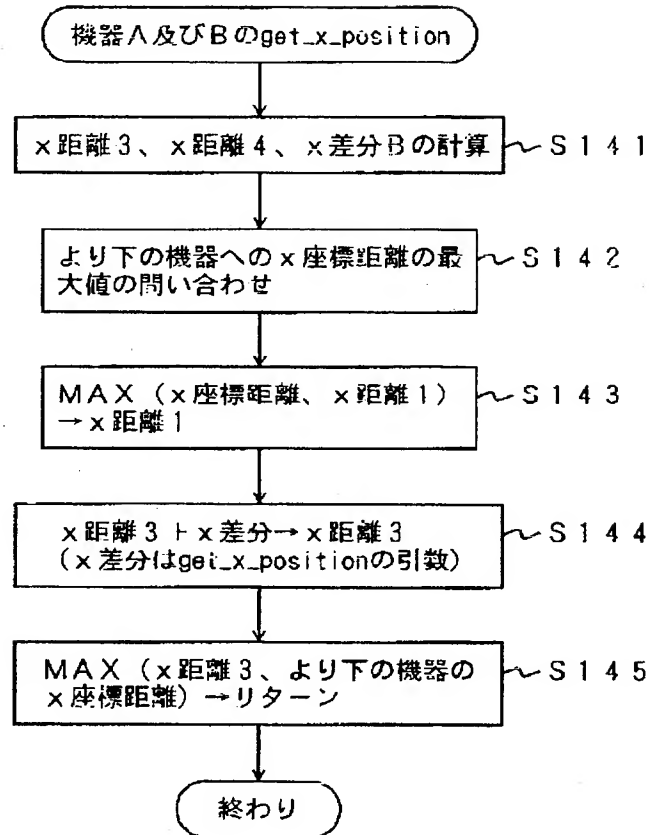 機器A及びBのget_x_position
x距離3、x距離4、x差分Bの計算
S141
より下の機器へのx座標距離の最
大値の問い合わせ
S142
MAX(x座標距離、x距離1)
→x距離1
S143
x距離3+x差分→x距離3
(x差分はget_x_positionの引数)
S144
MAX(x距離3、より下の機器の
x座標距離)→リターン
S145
終わり